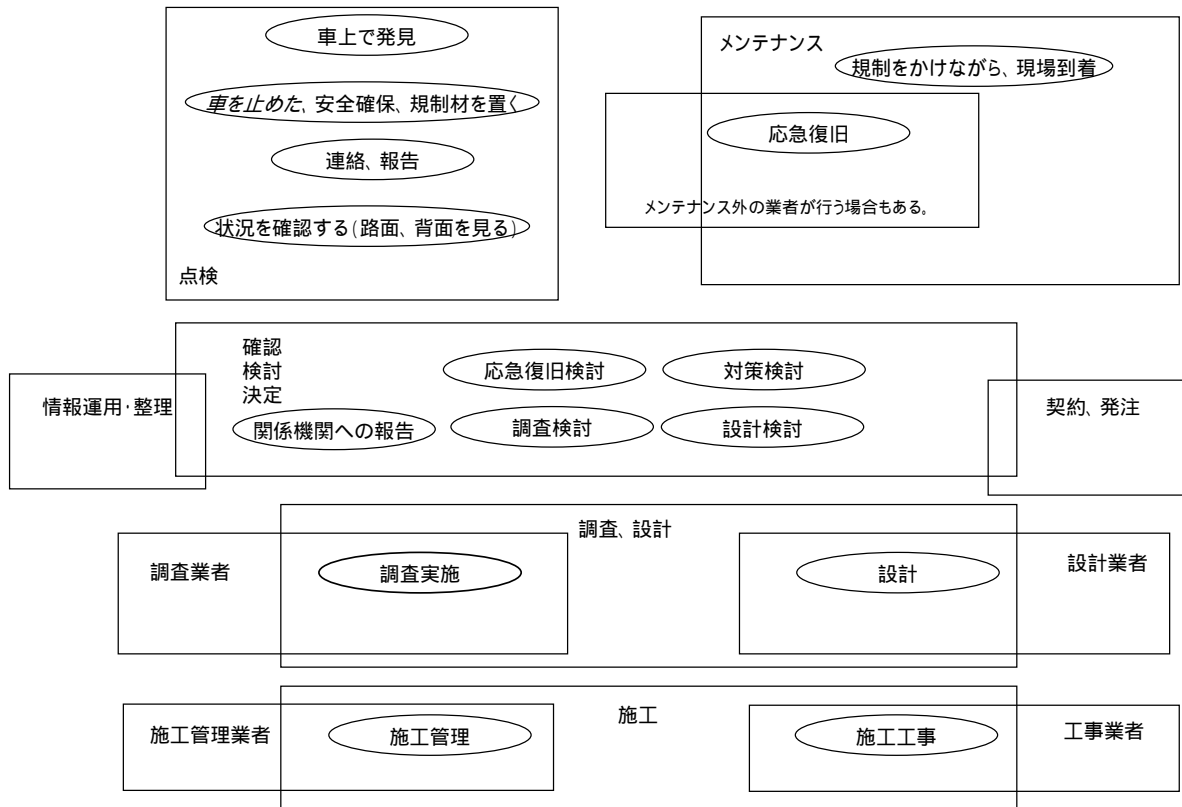 車上で発見
車を止めた、安全確保、規制材を置く
連絡、報告
状況を確認する(路面、背面を見る)
点検
メンテナンス
規制をかけながら、現場到着
応急復旧
メンテナンス外の業者が行う場合もある。
確認
検討
決定
応急復旧検討
対策検討
関係機関への報告
調査検討
設計検討
情報運用・整理
契約、発注
調査、設計
調査業者
調査実施
設計
設計業者
施工
施工管理業者
施工管理
施工工事
工事業者